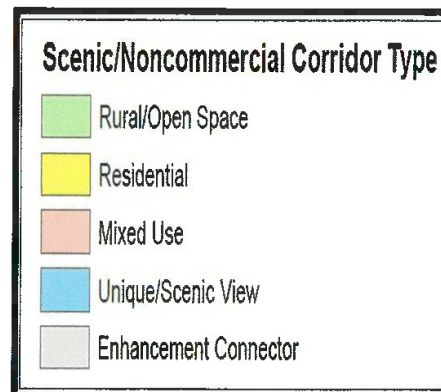 Scenic/Noncommercial Corridor Type
Rural/Open Space
Residential
Mixed Use
Unique/Scenic View
Enhancement Connector